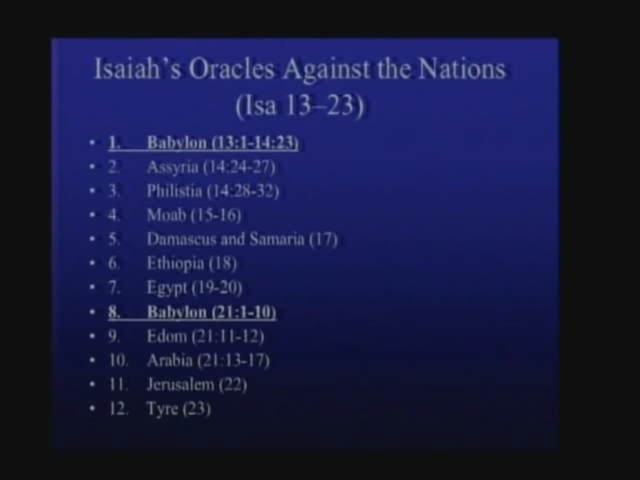 Isaiah's Oracles Against the Nations
(Isa 13–23)
• 1. Babylon (13:1-14:23)
• 2. Assyria (14:24-27)
• 3. Philistia (14:28-32)
• 4. Moab (15-16)
• 5. Damascus and Samaria (17)
• 6. Ethiopia (18)
• 7. Egypt (19-20)
• 8. Babylon (21:1-10)
• 9. Edom (21:11-12)
• 10. Arabia (21:13-17)
• 11. Jerusalem (22)
• 12. Tyre (23)